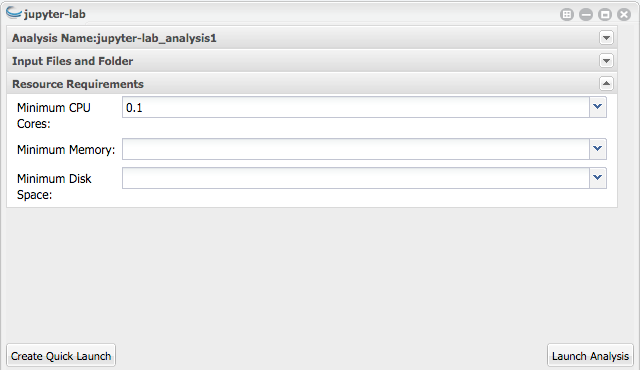 jupyter-lab
Analysis Name:jupyter-lab_analysis1
Input Files and Folder
Resource Requirements
Minimum CPU
Cores:
0.1
Minimum Memory:
Minimum Disk
Space:
Create Quick Launch
Launch Analysis